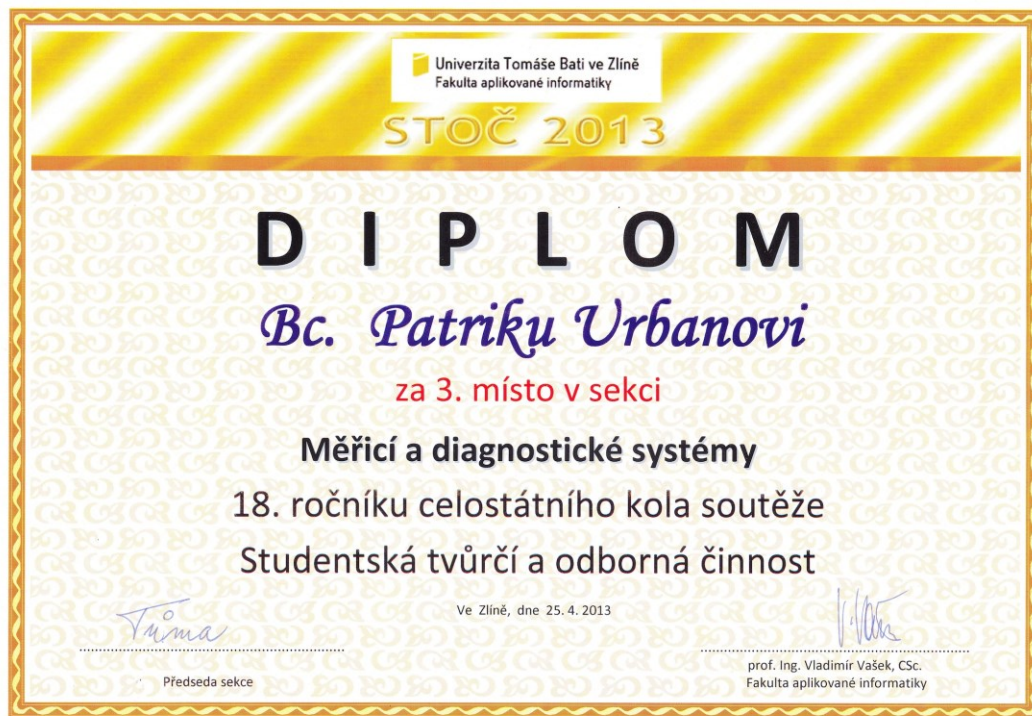 Univerzita Tomáše Bati ve Zlíně
Fakulta aplikované informatiky
STOČ 2013
DIPLOM
Bc. Patriku Urbanovi
za 3. místo v sekci
Měřicí a diagnostické systémy
18. ročníku celostátního kola soutěže
Studentská tvůrčí a odborná činnost
Ve Zlíně, dne 25. 4. 2013
Tůma
Předseda sekce
prof. Ing. Vladimír Vašek, CSc.
Fakulta aplikované informatiky